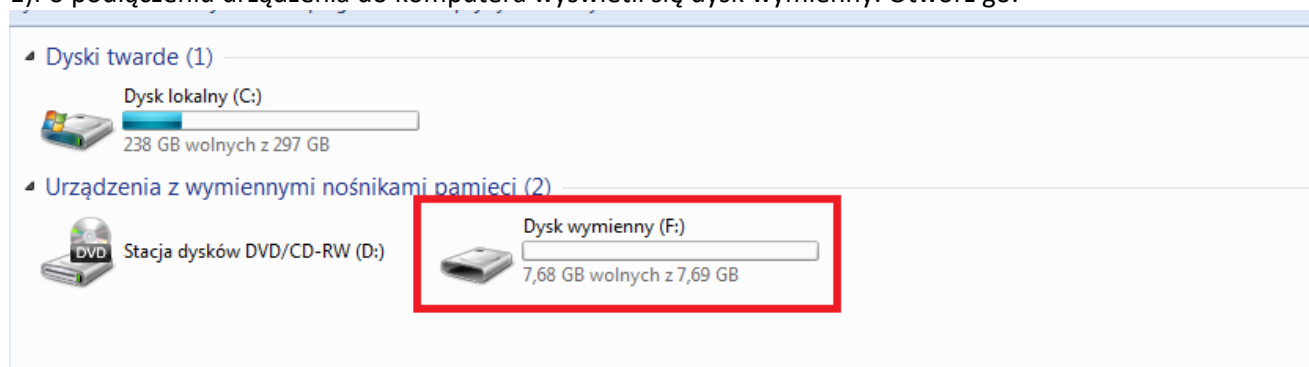 Dyski twarde (1)
Dysk lokalny (C:)
238 GB wolnych z 297 GB
Urządzenia z wymiennymi nośnikami pamięci (2)
DVD
Stacja dysków DVD/CD-RW (D:)
Dysk wymienny (F:)
7,68 GB wolnych z 7,69 GB